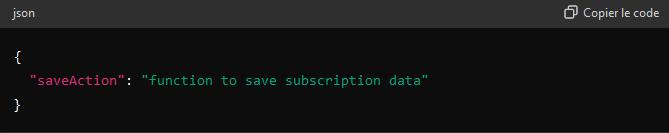 json
Copier le code
{
"saveAction": "function to save subscription data"
}